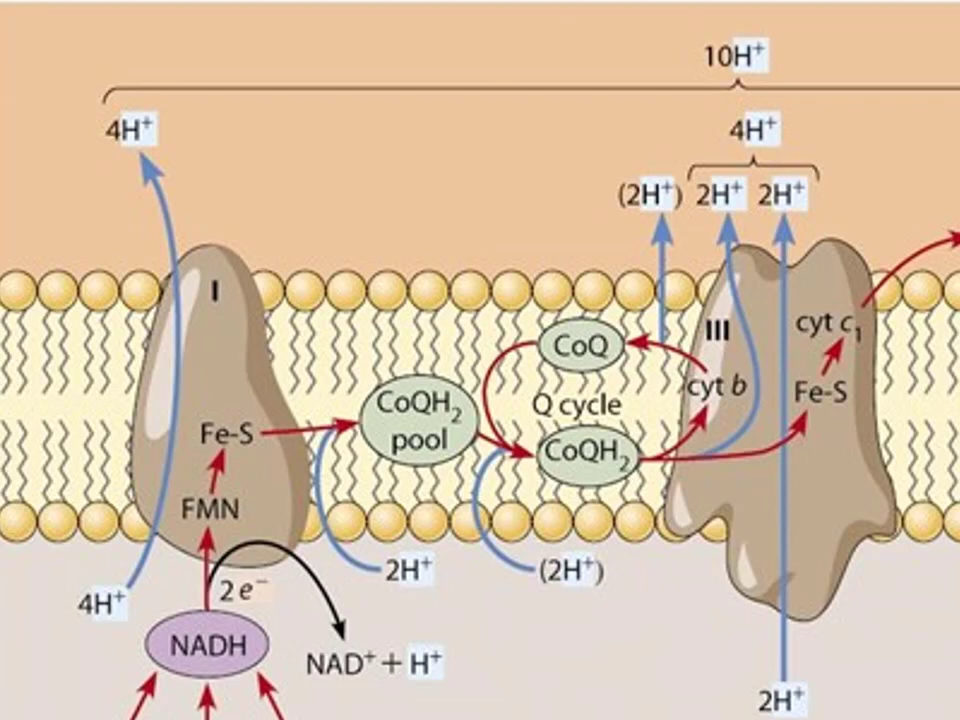 10H⁺
4H⁺
4H⁺
(2H⁺) 2H⁺ 2H⁺
I
III
cyt c₁
CoQ
cyt b
Fe-S
CoQH₂
pool
Q cycle
Fe-S
CoQH₂
FMN
2H⁺
(2H⁺)
2 e⁻
4H⁺
NADH
NAD⁺ + H⁺
2H⁺